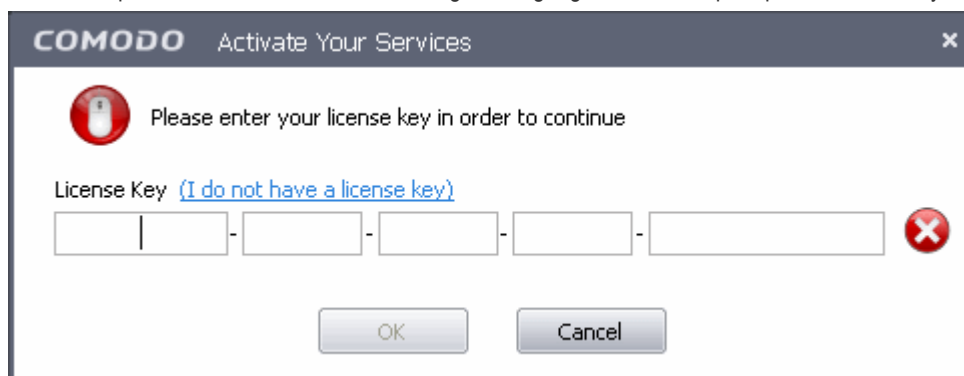 COMODO Activate Your Services
Please enter your license key in order to continue
License Key (I do not have a license key)
- - - -
OK Cancel